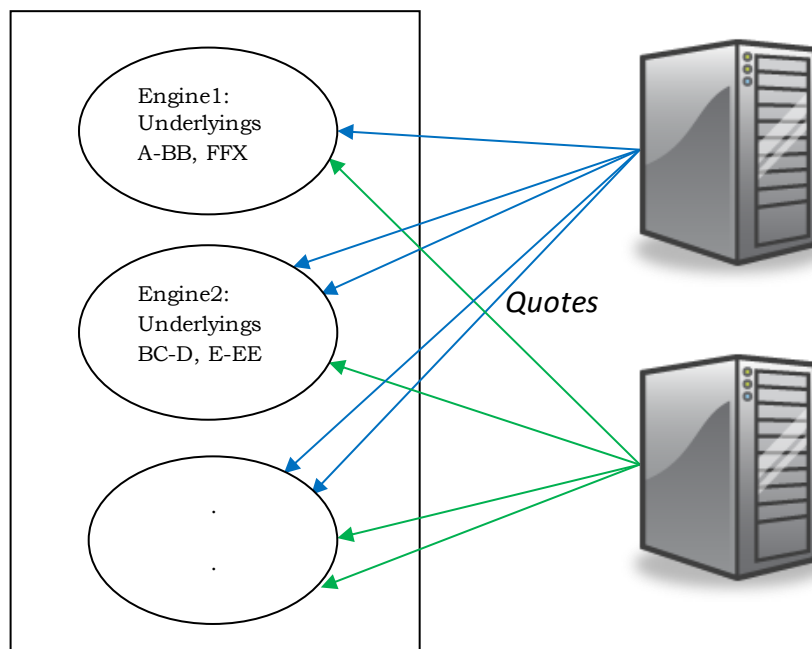 Engine1:
Underlyings
A-BB, FFX
Quotes
Engine2:
Underlyings
BC-D, E-EE
.
.